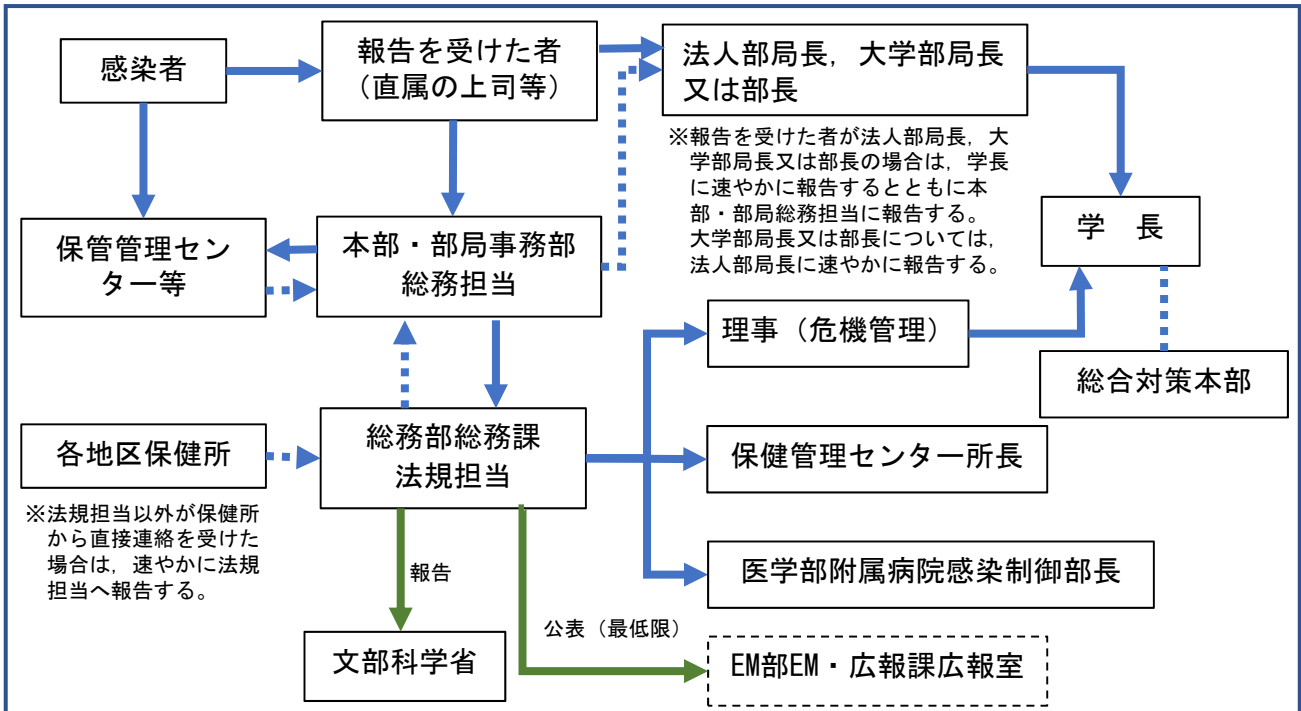 感染者
報告を受けた者
（直属の上司等）
法人部局長，大学部局長
又は部長
※報告を受けた者が法人部局長，大
学部局長又は部長の場合は，学長
に速やかに報告するとともに本
部・部局総務担当に報告する。
大学部局長又は部長については，
法人部局長に速やかに報告する。
保管管理セン
ター等
本部・部局事務部
総務担当
学　長
理事（危機管理）
総合対策本部
各地区保健所
※法規担当以外が保健所
から直接連絡を受けた
場合は，速やかに法規
担当へ報告する。
総務部総務課
法規担当
保健管理センター所長
医学部附属病院感染制御部長
報告
公表（最低限）
文部科学省
EM部EM・広報課広報室